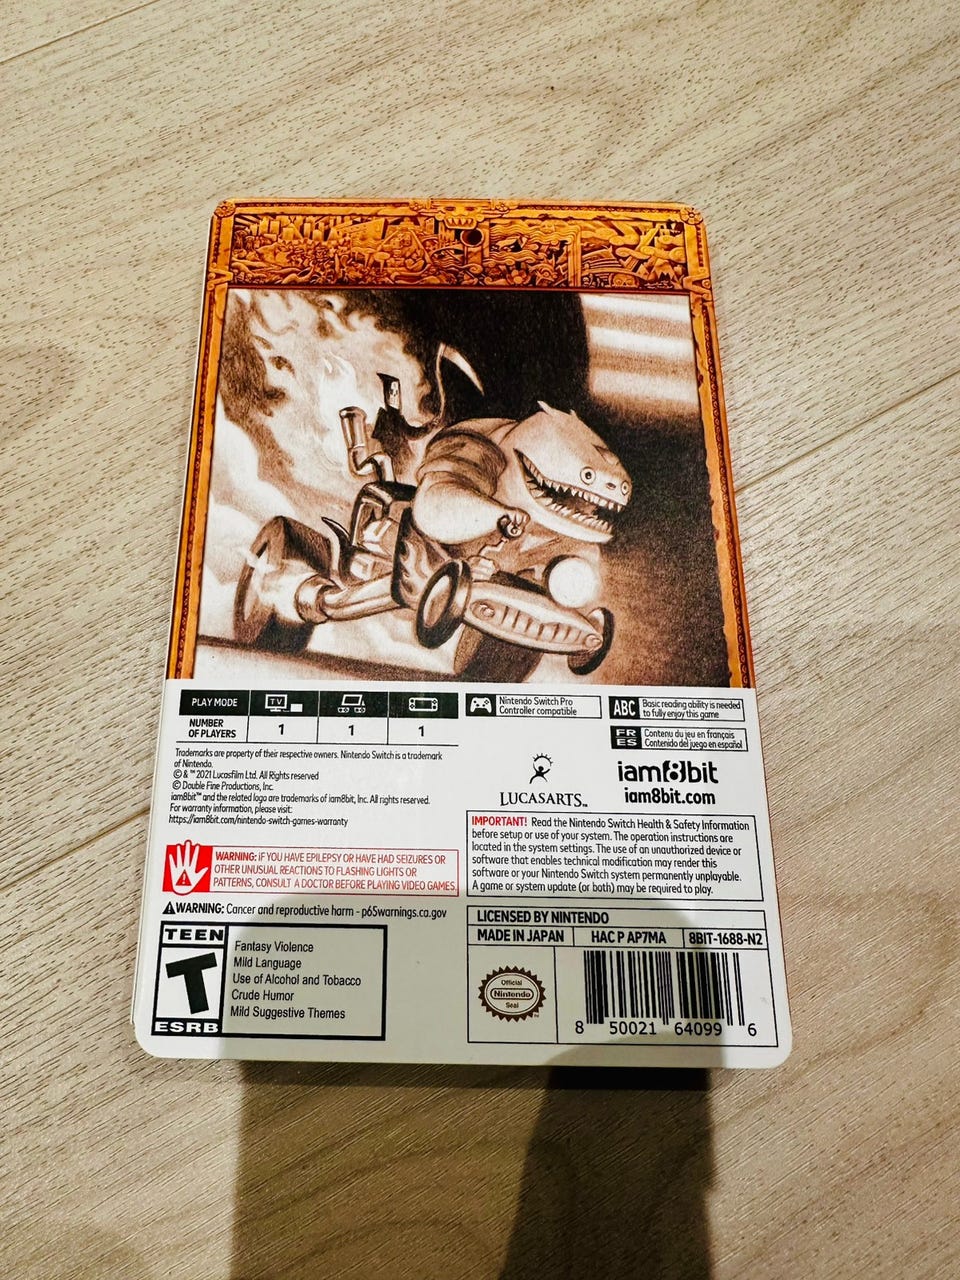 PLAY MODE
TV
NUMBER
OF PLAYERS
1
1
1
Nintendo Switch Pro
Controller compatible
ABC
Basic reading ability is needed
to fully enjoy this game
FR
ES
Contenu du jeu en français
Contenido del juego en español
Trademarks are property of their respective owners. Nintendo Switch is a trademark
of Nintendo.
© & ™ 2021 Lucasfilm Ltd. All Rights reserved
© Double Fine Productions, Inc.
iam8bit™ and the related logo are trademarks of iam8bit, Inc. All rights reserved.
For warranty information, please visit:
https://iam8bit.com/nintendo-switch-games-warranty
LUCASARTS™
iam8bit
iam8bit.com
WARNING: IF YOU HAVE EPILEPSY OR HAVE HAD SEIZURES OR
OTHER UNUSUAL REACTIONS TO FLASHING LIGHTS OR
PATTERNS, CONSULT A DOCTOR BEFORE PLAYING VIDEO GAMES.
IMPORTANT! Read the Nintendo Switch Health & Safety Information
before setup or use of your system. The operation instructions are
located in the system settings. The use of an unauthorized device or
software that enables technical modification may render this
software or your Nintendo Switch system permanently unplayable.
A game or system update (or both) may be required to play.
WARNING: Cancer and reproductive harm - p65warnings.ca.gov
TEEN
T
ESRB
Fantasy Violence
Mild Language
Use of Alcohol and Tobacco
Crude Humor
Mild Suggestive Themes
LICENSED BY NINTENDO
MADE IN JAPAN
HAC P AP7MA
8BIT-1688-N2
Official
Nintendo
Seal
8 50021 64099 6